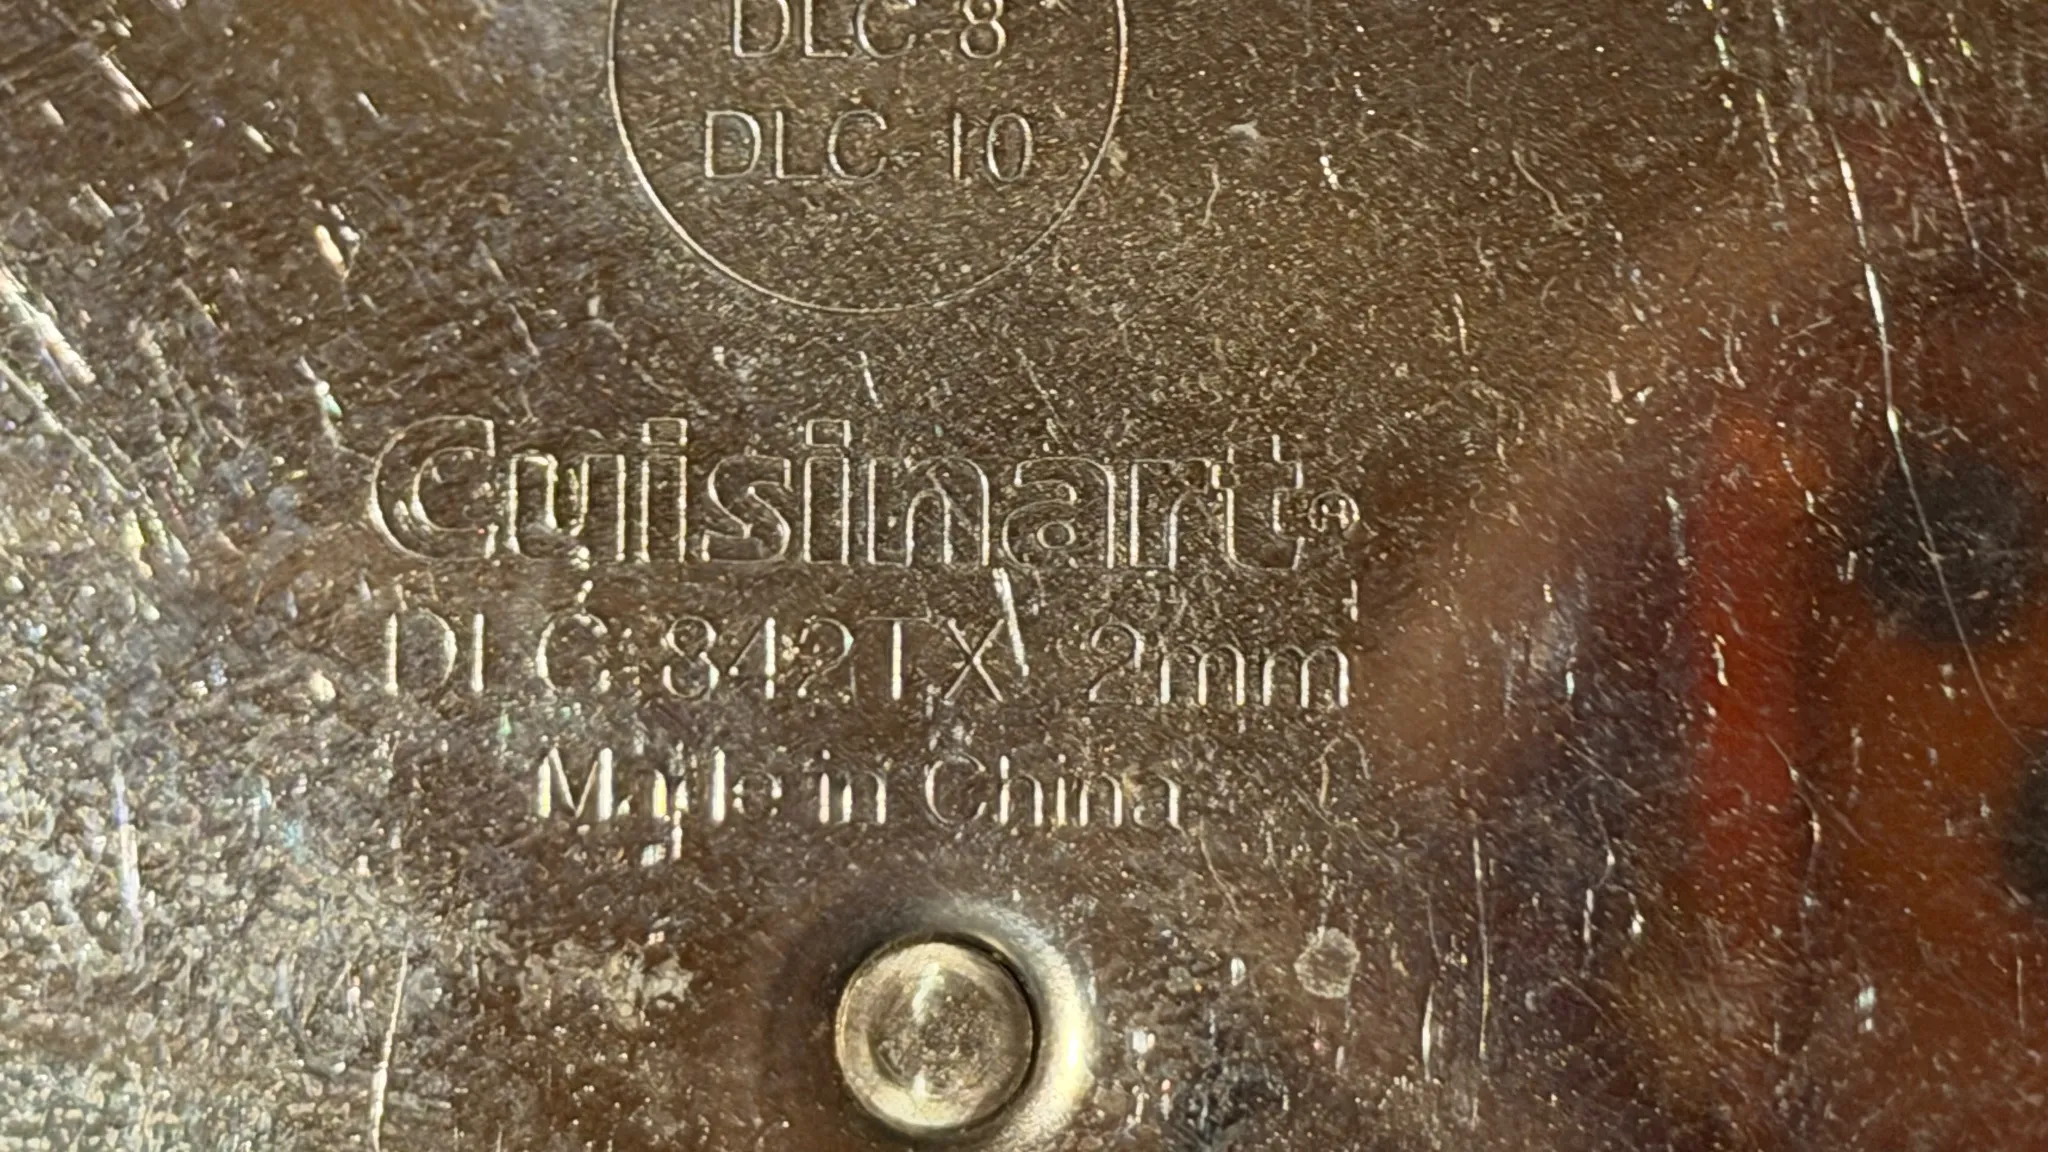 DLC 8
DLC 10
Cuisinart®
DLC-842TX 2mm
Made in China